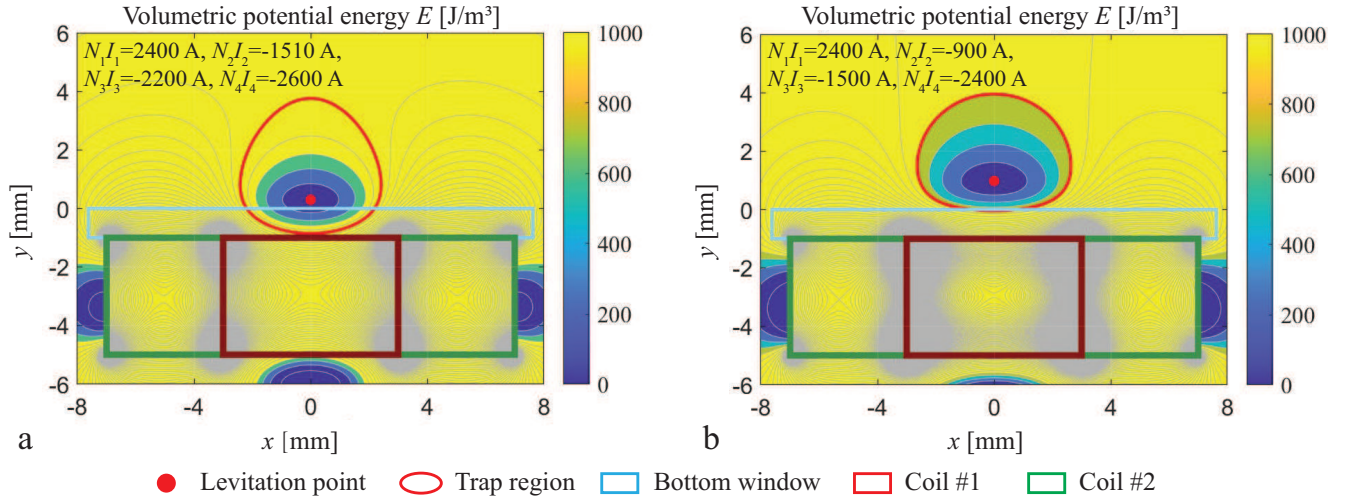 Volumetric potential energy E [J/m³]
N₁I₁=2400 A, N₂I₂=-1510 A,
N₃I₃=-2200 A, N₄I₄=-2600 A
6
4
2
0
-2
-4
-6
y [mm]
-8
-4
0
4
8
x [mm]
1000
800
600
400
200
0
a
Volumetric potential energy E [J/m³]
N₁I₁=2400 A, N₂I₂=-900 A,
N₃I₃=-1500 A, N₄I₄=-2400 A
6
4
2
0
-2
-4
-6
y [mm]
-8
-4
0
4
8
x [mm]
1000
800
600
400
200
0
b
Levitation point Trap region Bottom window Coil #1 Coil #2